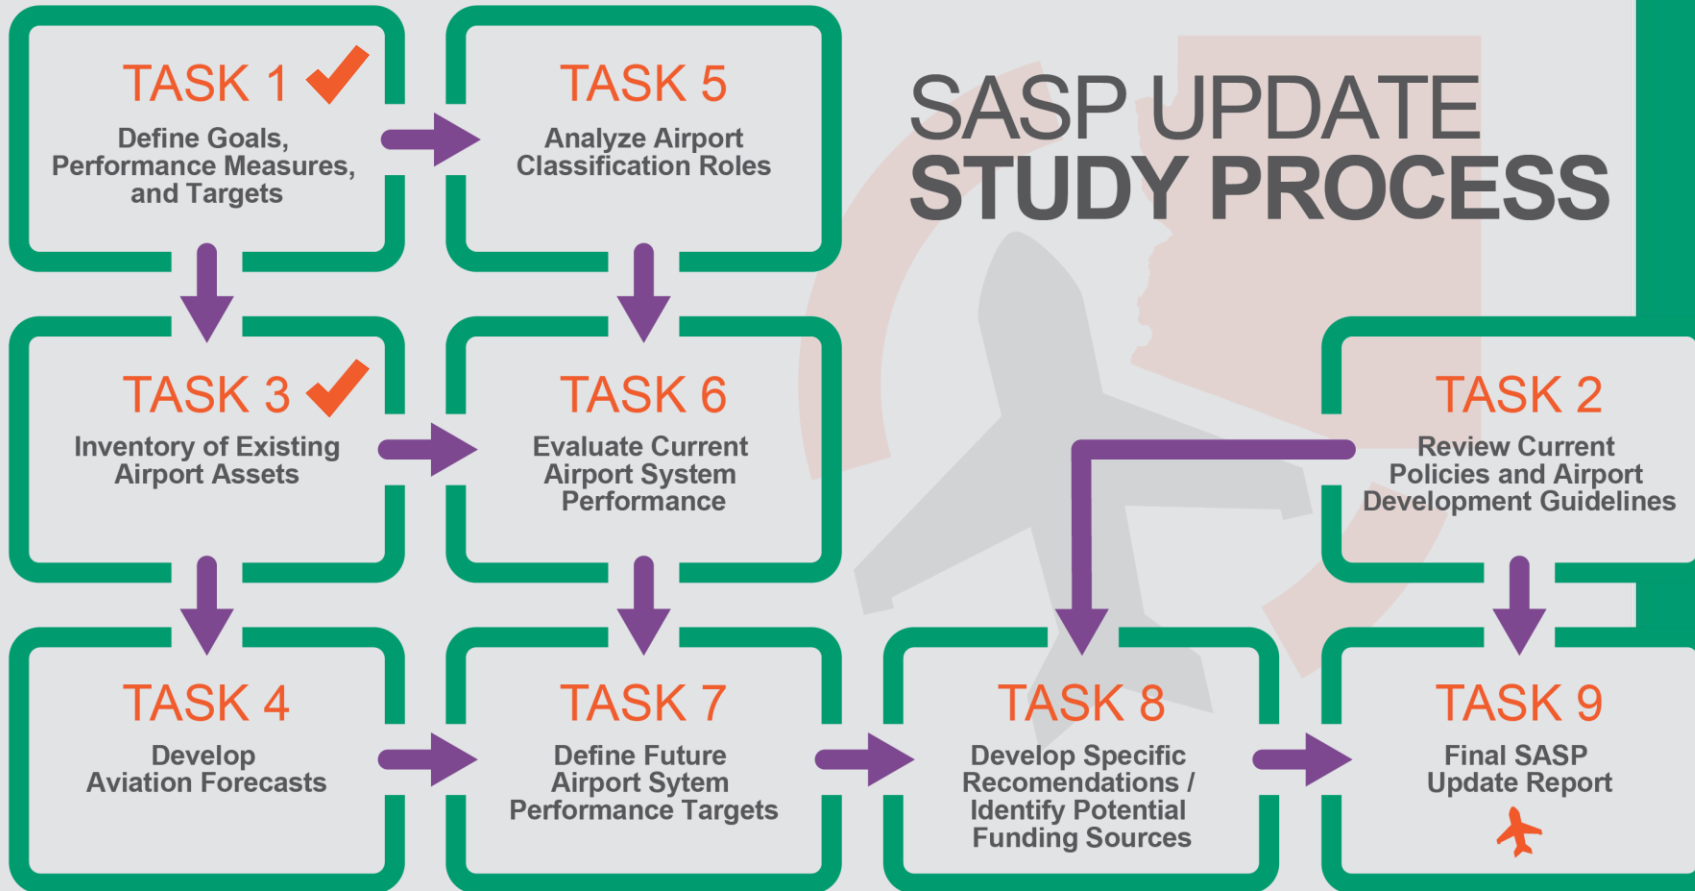 SASP UPDATE
STUDY PROCESS
TASK 1
Define Goals,
Performance Measures,
and Targets
TASK 5
Analyze Airport
Classification Roles
TASK 3
Inventory of Existing
Airport Assets
TASK 6
Evaluate Current
Airport System
Performance
TASK 2
Review Current
Policies and Airport
Development Guidelines
TASK 4
Develop
Aviation Forecasts
TASK 7
Define Future
Airport Sytem
Performance Targets
TASK 8
Develop Specific
Recomendations /
Identify Potential
Funding Sources
TASK 9
Final SASP
Update Report